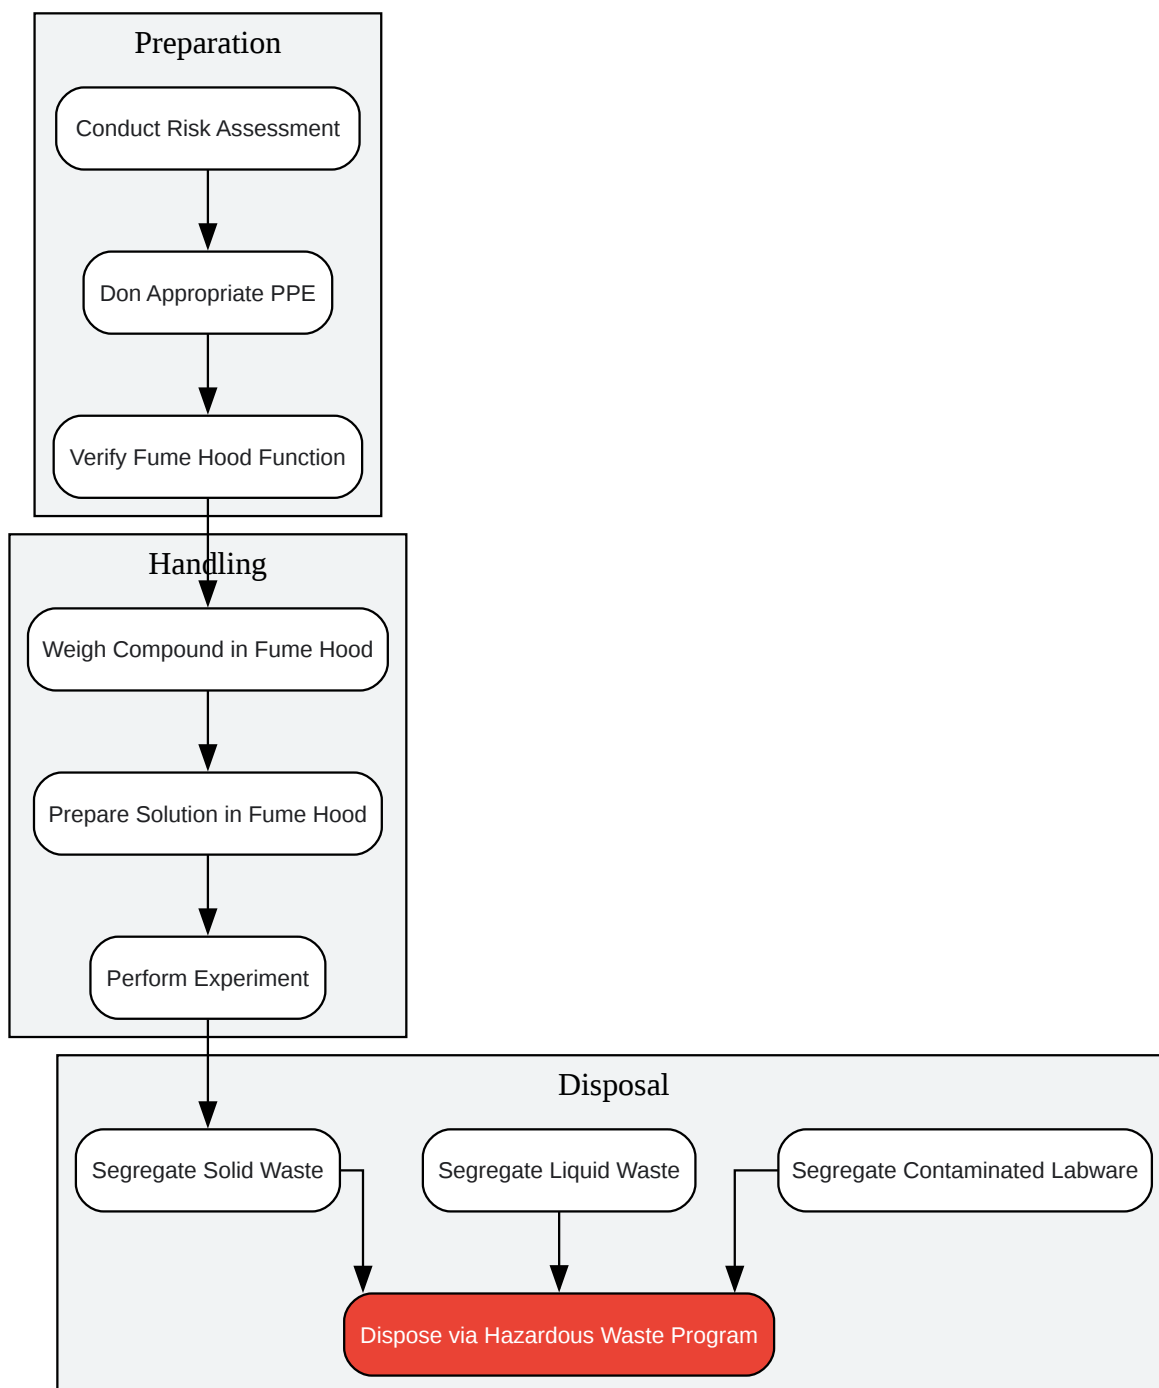 Preparation
Conduct Risk Assessment
Don Appropriate PPE
Verify Fume Hood Function
Handling
Weigh Compound in Fume Hood
Prepare Solution in Fume Hood
Perform Experiment
Disposal
Segregate Solid Waste
Segregate Liquid Waste
Segregate Contaminated Labware
Dispose via Hazardous Waste Program